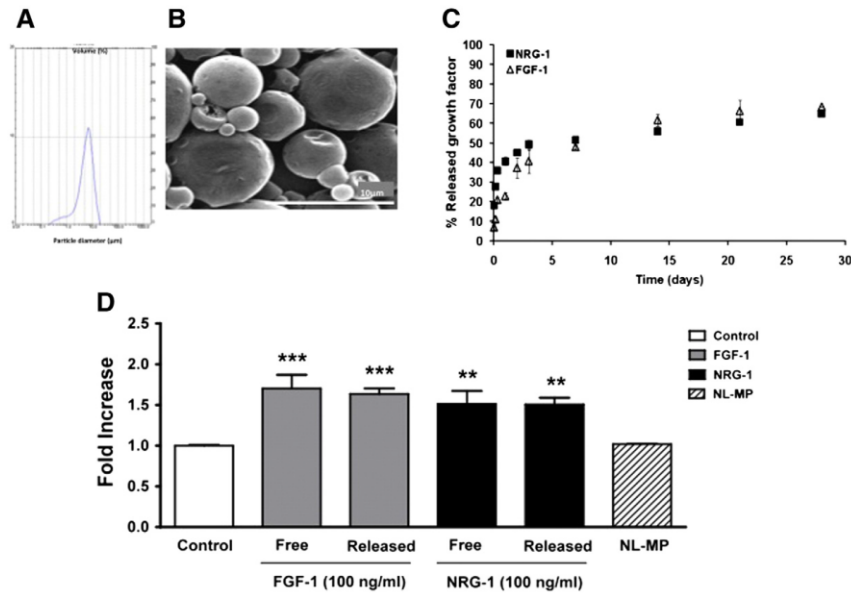 A
Volume (%)
Particle diameter (µm)
B
10µm
C
% Released growth factor
100
90
80
70
60
50
40
30
20
10
0
NRG-1
FGF-1
0 5 10 15 20 25 30
Time (days)
D
Fold Increase
2.5
2.0
1.5
1.0
0.5
0.0
*** *** ** **
Control
FGF-1
NRG-1
NL-MP
Control Free Released Free Released NL-MP
FGF-1 (100 ng/ml) NRG-1 (100 ng/ml)